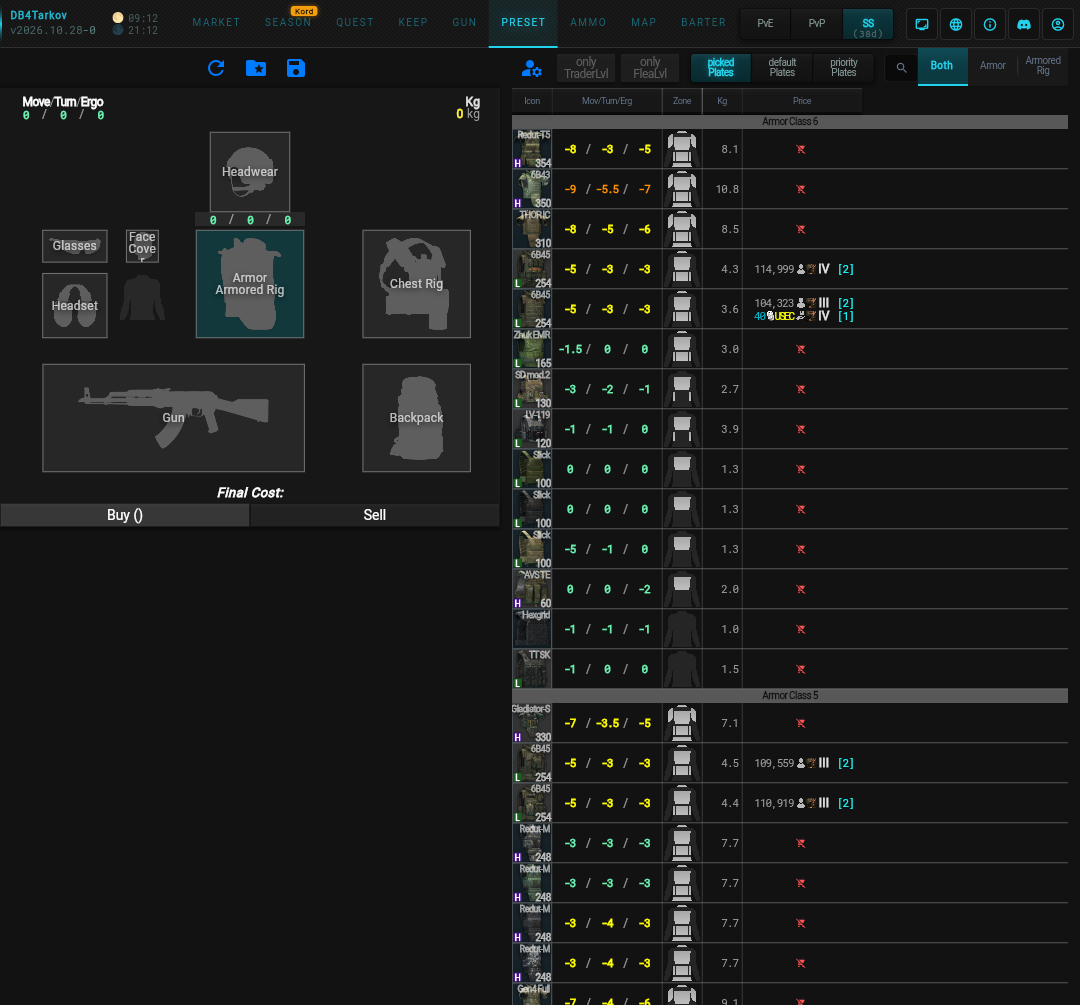 DB4Tarkov
v2026.10.28-0
09:12
21:12
MARKET
SEASON
Kord
QUEST
KEEP
GUN
PRESET
AMMO
MAP
BARTER
PvE
PvP
SS
(38d)
only
TraderLvl
only
FleaLvl
picked
Plates
default
Plates
priority
Plates
Both
Armor
Armored
Rig
Move/Turn/Ergo
0 / 0 / 0
Kg
0 kg
Headwear
0 / 0 / 0
Glasses
Face
Cove
r
Headset
Armor
Armored Rig
Chest Rig
Gun
Backpack
Final Cost:
Buy ()
Sell
Icon
Mov/Turn/Erg
Zone
Kg
Price
Armor Class 6
Redut-T5
H 354
-8 / -3 / -5
8.1
6B43
H 350
-9 / -5.5 / -7
10.8
THORIC
310
-8 / -5 / -6
8.5
6B45
L 254
-5 / -3 / -3
4.3
114,999 IV [2]
6B45
L 254
-5 / -3 / -3
3.6
104,323 III [2]
40 USEC IV [1]
Zhuk EMR
L 165
-1.5 / 0 / 0
3.0
SD mod.2
L 130
-3 / -2 / -1
2.7
LV-119
L 120
-1 / -1 / 0
3.9
Slick
L 100
0 / 0 / 0
1.3
Slick
L 100
0 / 0 / 0
1.3
Slick
L 100
-5 / -1 / 0
1.3
AVS TE
H 60
0 / 0 / -2
2.0
Hexgrid
-1 / -1 / -1
1.0
TT SK
L
-1 / 0 / 0
1.5
Armor Class 5
Gladiator-S
H 330
-7 / -3.5 / -5
7.1
6B45
L 254
-5 / -3 / -3
4.5
109,559 III [2]
6B45
L 254
-5 / -3 / -3
4.4
110,919 III [2]
Redut-M
H 248
-3 / -3 / -3
7.7
Redut-M
H 248
-3 / -3 / -3
7.7
Redut-M
H 248
-3 / -4 / -3
7.7
Redut-M
H 248
-3 / -4 / -3
7.7
Gen4 Full
-7 / -4 / -6
9.1